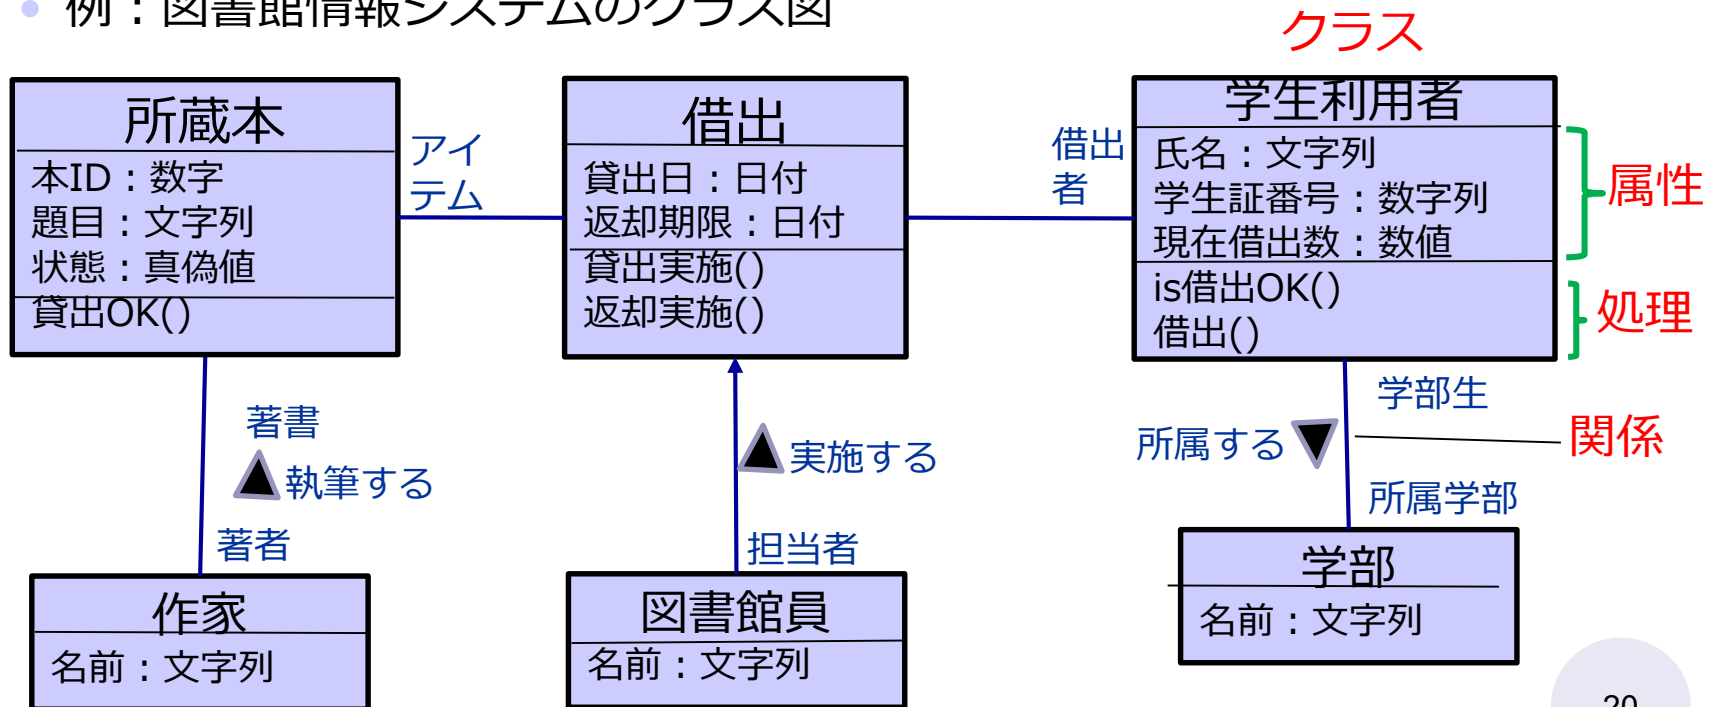 例：図書館情報システムのクラス図
クラス
所蔵本
本ID：数字
題目：文字列
状態：真偽値
貸出OK()
アイ
テム
借出
貸出日：日付
返却期限：日付
貸出実施()
返却実施()
借出
者
学生利用者
氏名：文字列
学生証番号：数字列
現在借出数：数値
is借出OK()
借出()
属性
処理
著書
執筆する
著者
実施する
担当者
学部生
所属する
関係
所属学部
作家
名前：文字列
図書館員
名前：文字列
学部
名前：文字列
20